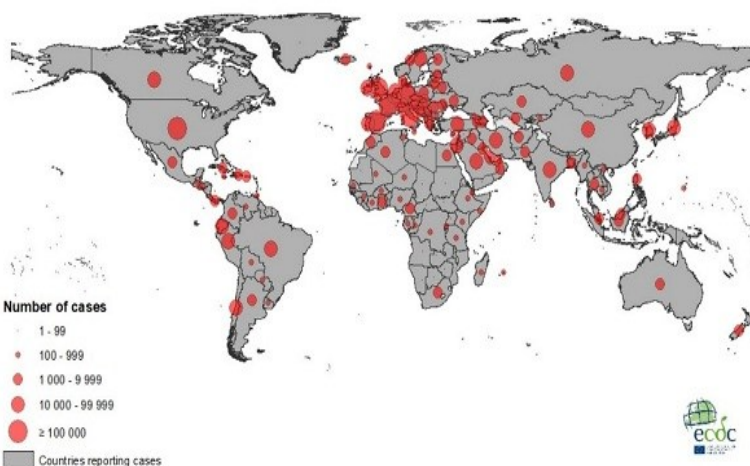 Number of cases
1 - 99
100 - 999
1 000 - 9 999
10 000 - 99 999
≥ 100 000
Countries reporting cases
ecdc